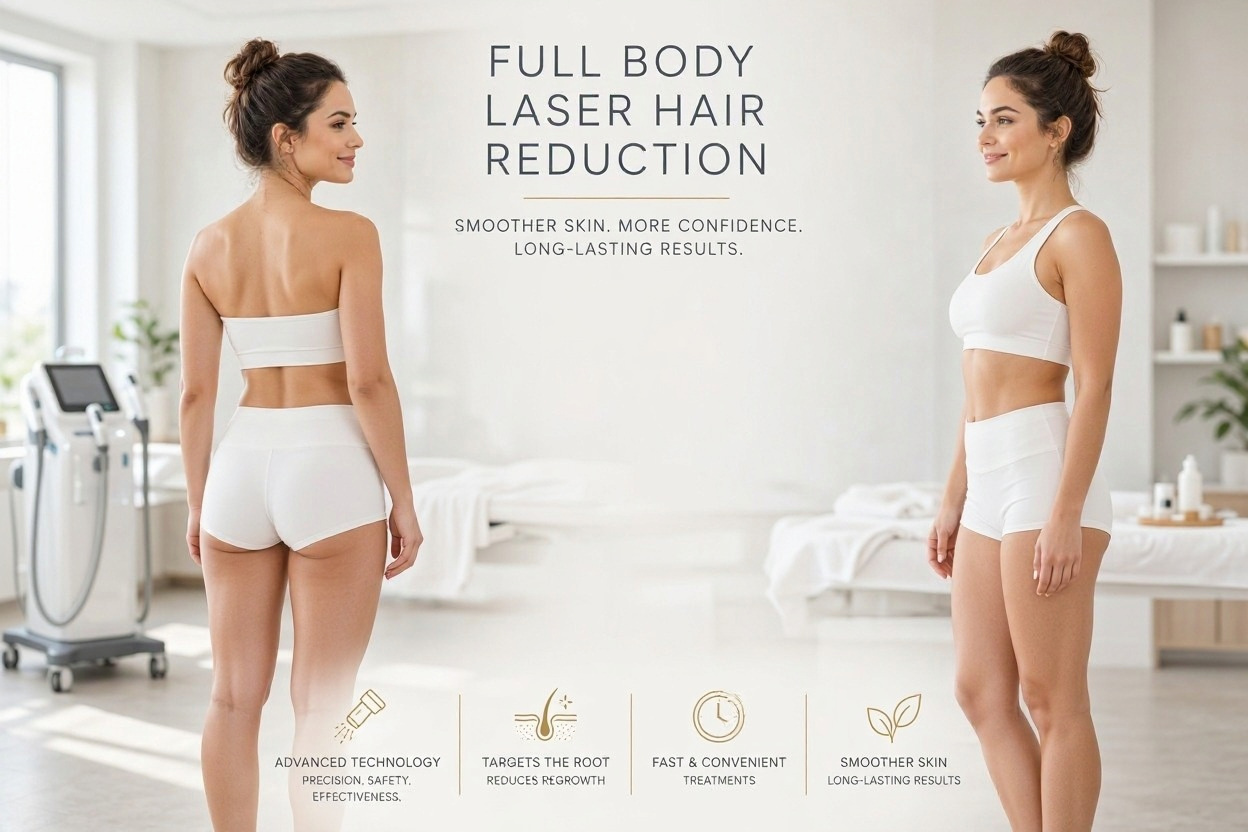 FULL BODY
LASER HAIR
REDUCTION
SMOOTHER SKIN. MORE CONFIDENCE.
LONG-LASTING RESULTS.
ADVANCED TECHNOLOGY
PRECISION. SAFETY.
EFFECTIVENESS.
TARGETS THE ROOT
REDUCES REGROWTH
FAST & CONVENIENT
TREATMENTS
SMOOTHER SKIN
LONG-LASTING RESULTS